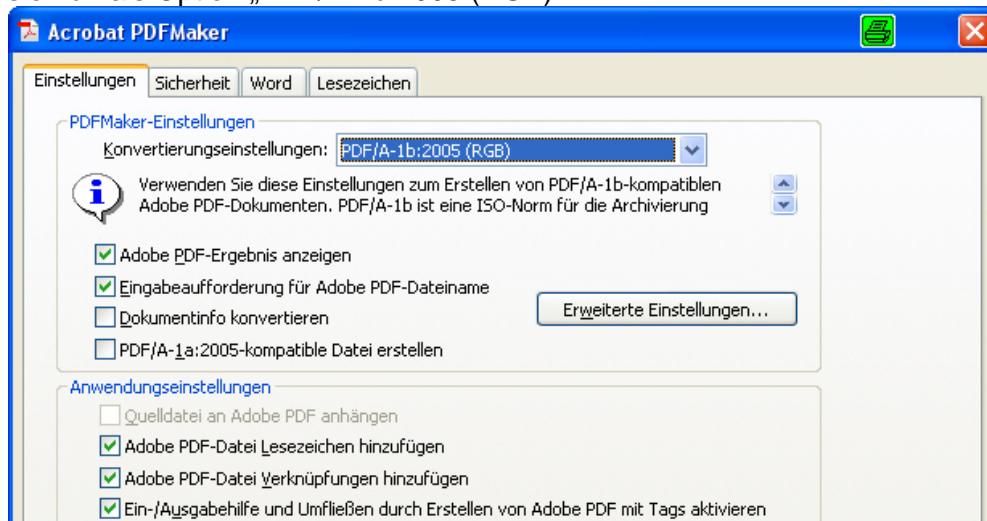 Acrobat PDFMaker
Einstellungen Sicherheit Word Lesezeichen
PDFMaker-Einstellungen
Konvertierungseinstellungen: PDF/A-1b:2005 (RGB)
Verwenden Sie diese Einstellungen zum Erstellen von PDF/A-1b-kompatiblen
Adobe PDF-Dokumenten. PDF/A-1b ist eine ISO-Norm für die Archivierung
Adobe PDF-Ergebnis anzeigen
Eingabeaufforderung für Adobe PDF-Dateiname
Erweiterte Einstellungen...
Dokumentinfo konvertieren
PDF/A-1a:2005-kompatible Datei erstellen
Anwendungseinstellungen
Quelldatei an Adobe PDF anhängen
Adobe PDF-Datei Lesezeichen hinzufügen
Adobe PDF-Datei Verknüpfungen hinzufügen
Ein-/Ausgabehilfe und Umfließen durch Erstellen von Adobe PDF mit Tags aktivieren